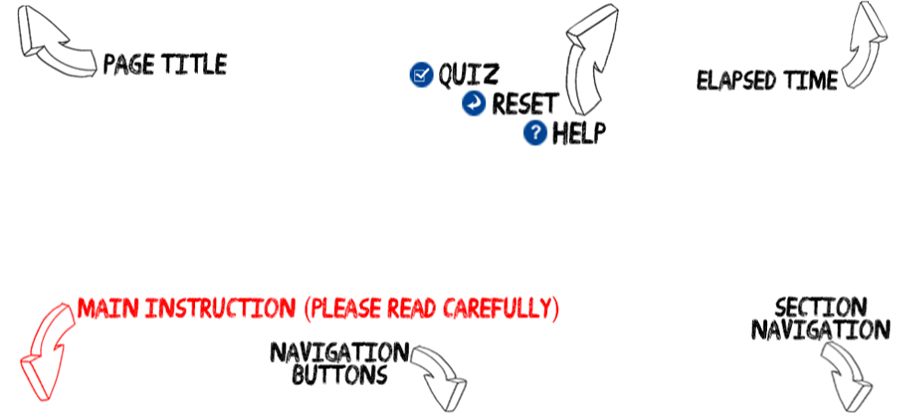 PAGE TITLE
QUIZ
RESET
HELP
ELAPSED TIME
MAIN INSTRUCTION (PLEASE READ CAREFULLY)
NAVIGATION
BUTTONS
SECTION
NAVIGATION